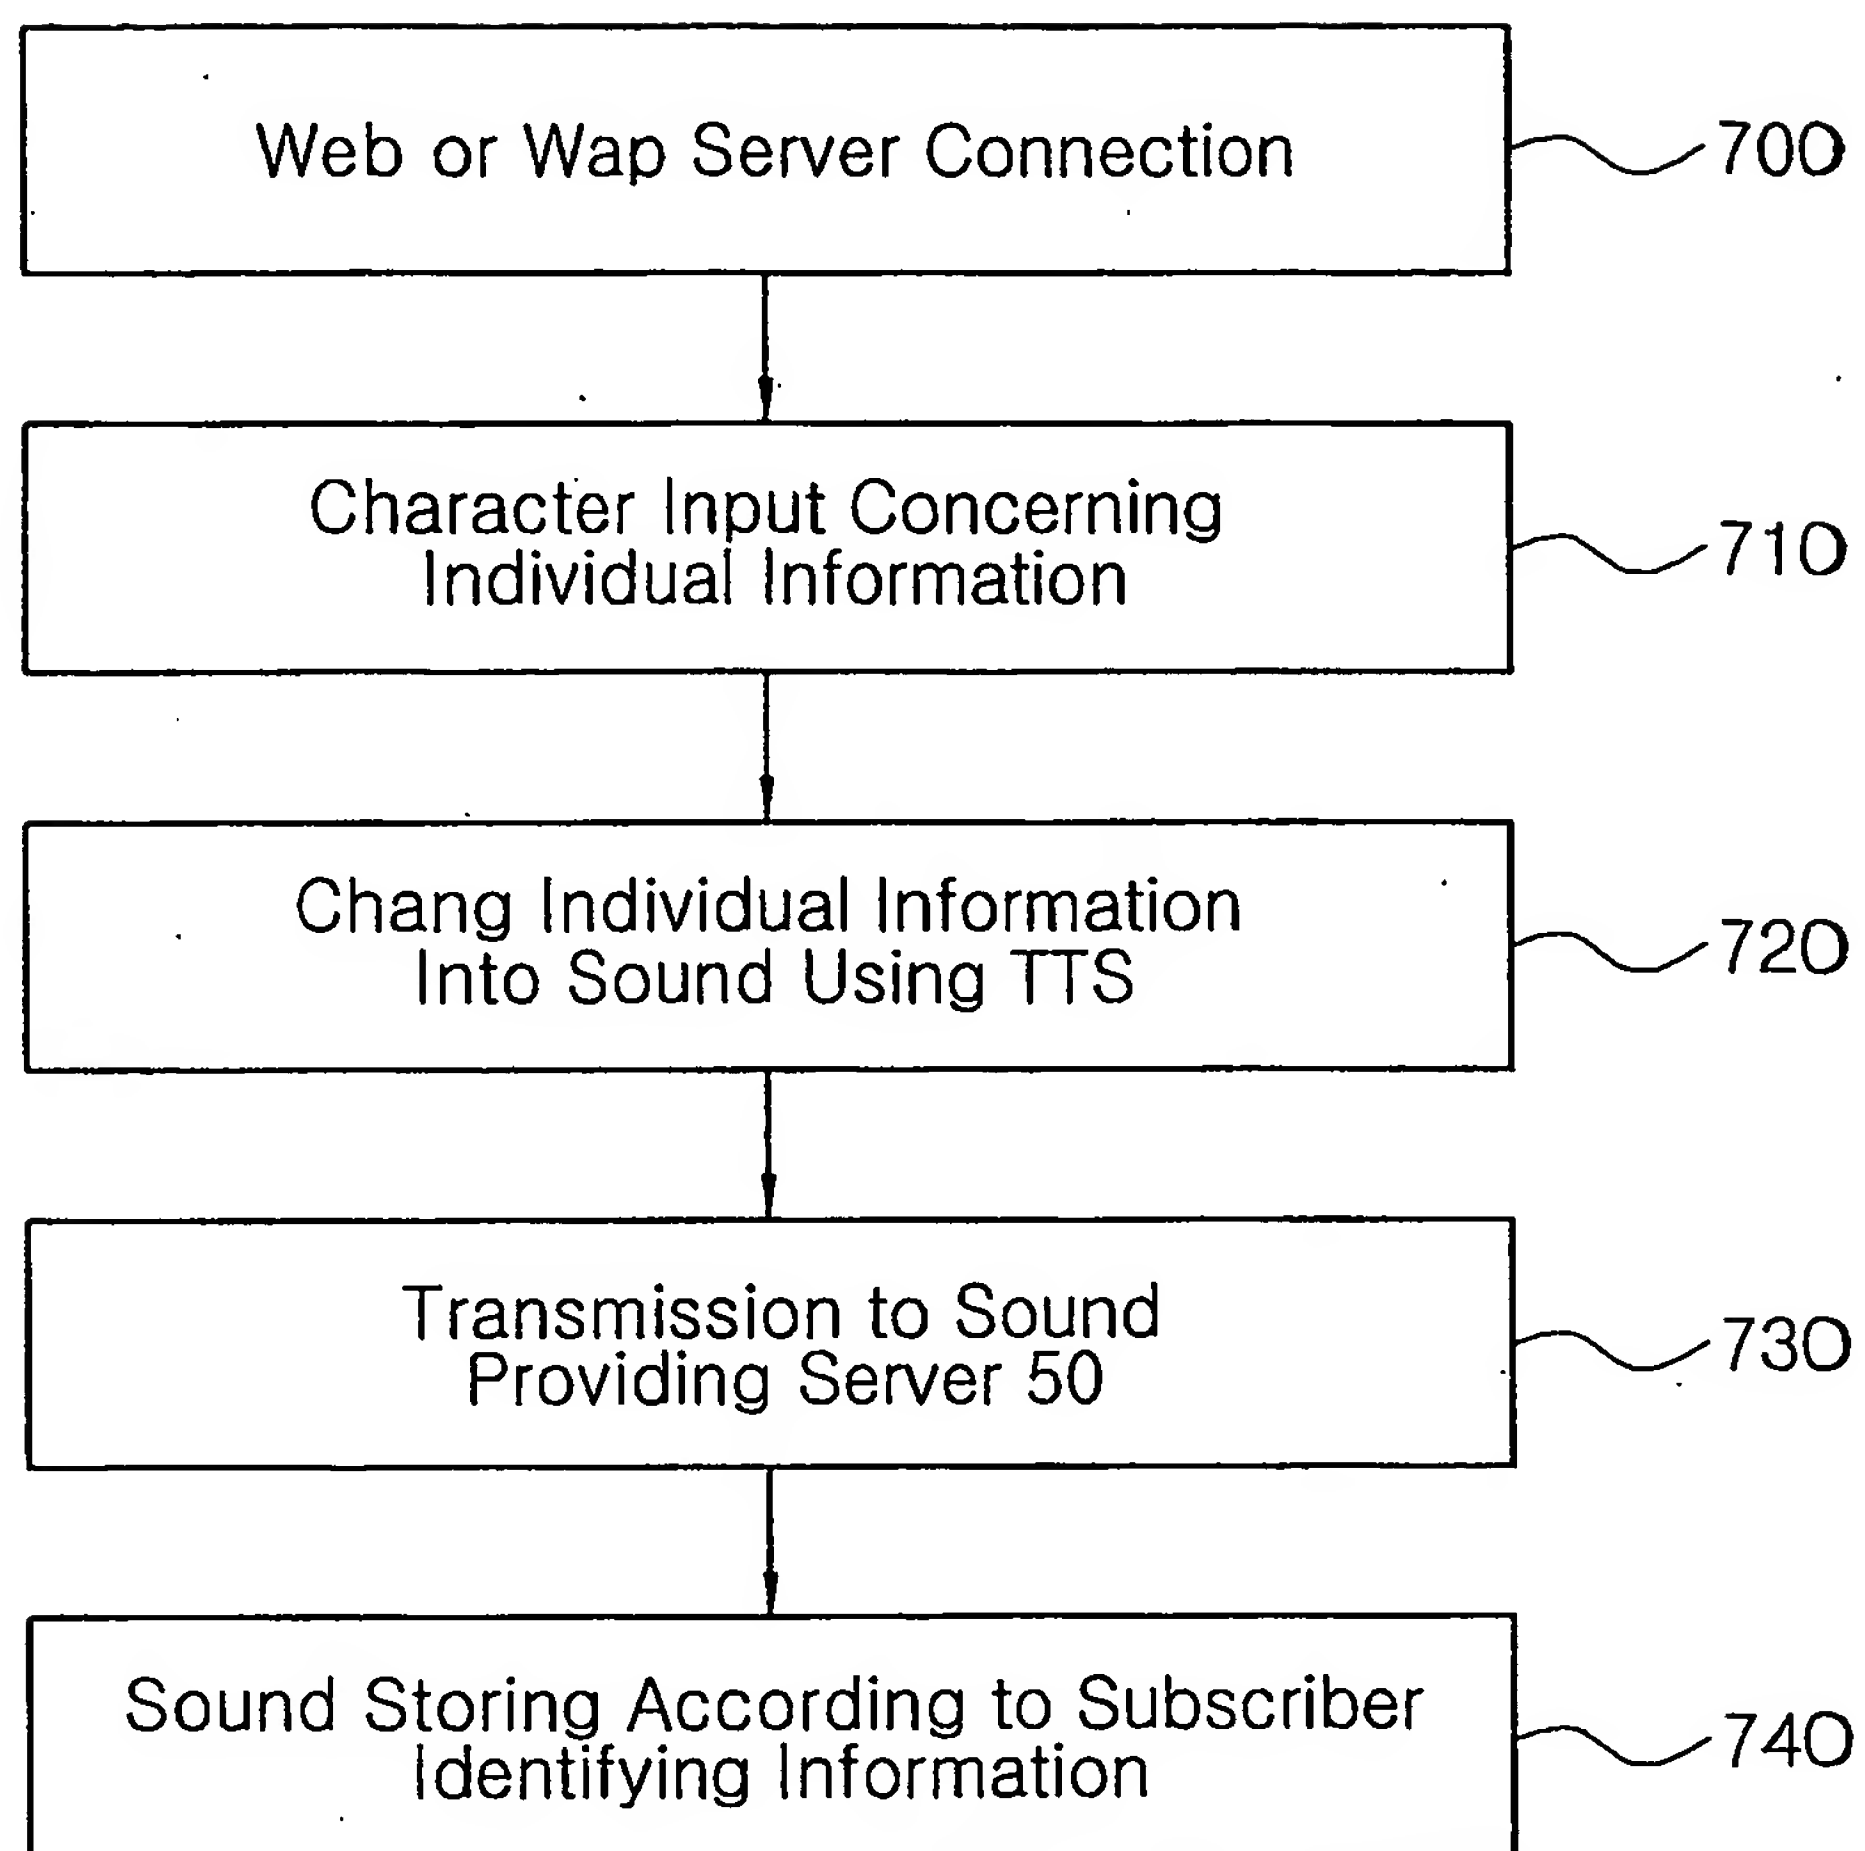 Web or Wap Server Connection
700
Character Input Concerning
Individual Information
710
Chang Individual Information
Into Sound Using TTS
720
Transmission to Sound
Providing Server 50
730
Sound Storing According to Subscriber
Identifying Information
740